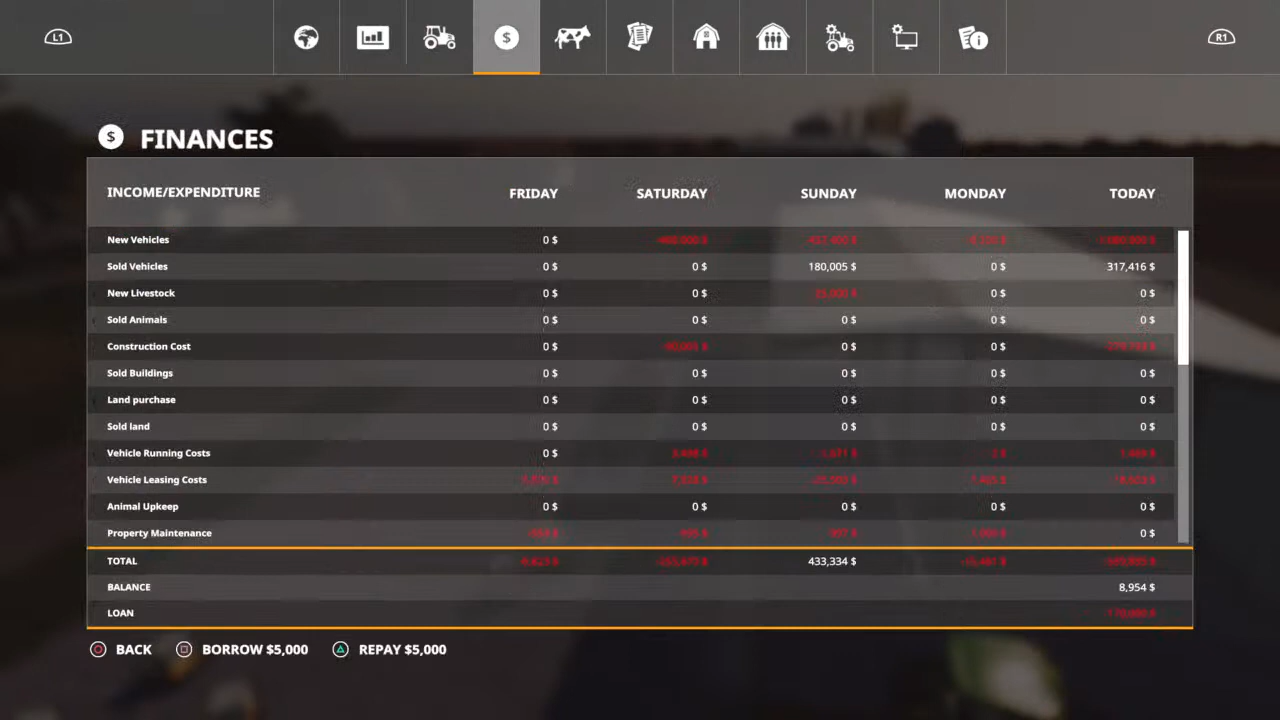 L1
$
R1
$ FINANCES
INCOME/EXPENDITURE FRIDAY SATURDAY SUNDAY MONDAY TODAY
New Vehicles 0 $
Sold Vehicles 0 $ 0 $ 180,005 $ 0 $ 317,416 $
New Livestock 0 $ 0 $ 0 $ 0 $
Sold Animals 0 $ 0 $ 0 $ 0 $ 0 $
Construction Cost 0 $ 0 $ 0 $
Sold Buildings 0 $ 0 $ 0 $ 0 $ 0 $
Land purchase 0 $ 0 $ 0 $ 0 $ 0 $
Sold land 0 $ 0 $ 0 $ 0 $ 0 $
Vehicle Running Costs 0 $
Vehicle Leasing Costs
Animal Upkeep 0 $ 0 $ 0 $ 0 $ 0 $
Property Maintenance 0 $
TOTAL 433,334 $
BALANCE 8,954 $
LOAN
BACK BORROW $5,000 REPAY $5,000